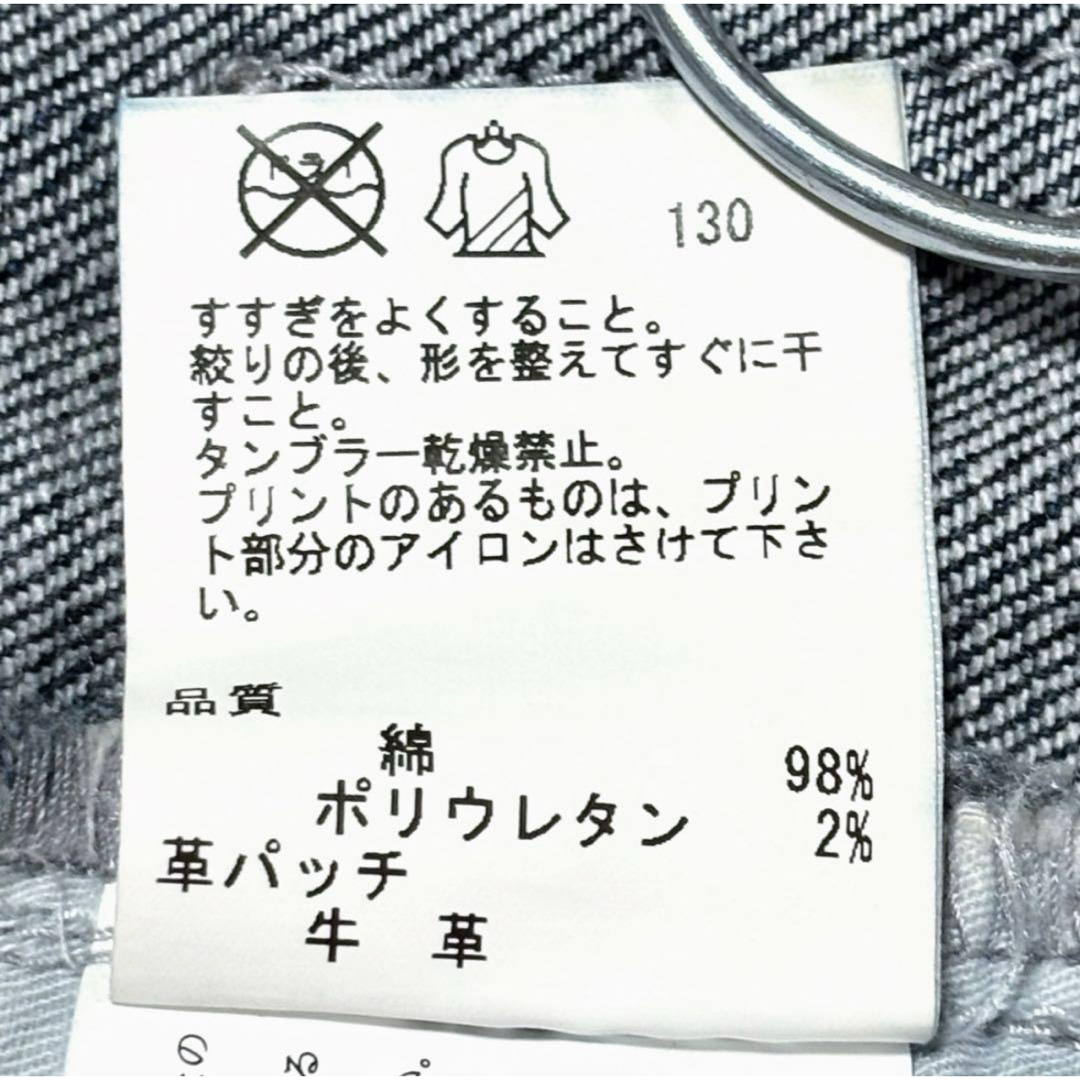 ドライ
130
すすぎをよくすること。
絞りの後、形を整えてすぐに干
すこと。
タンブラー乾燥禁止。
プリントのあるものは、プリン
ト部分のアイロンはさけて下さ
い。
品質
綿 98%
ポリウレタン 2%
革パッチ
牛 革